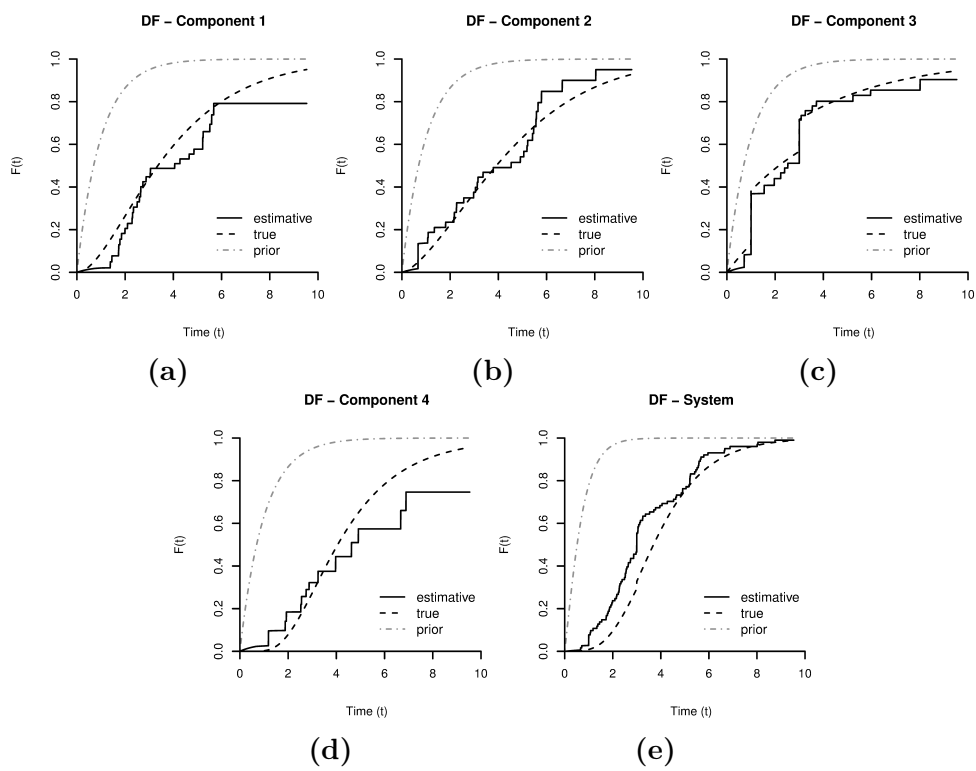 DF − Component 1
F(t)
0.0 0.2 0.4 0.6 0.8 1.0
estimative
true
prior
0 2 4 6 8 10
Time (t)
(a)
DF − Component 2
F(t)
0.0 0.2 0.4 0.6 0.8 1.0
estimative
true
prior
0 2 4 6 8 10
Time (t)
(b)
DF − Component 3
F(t)
0.0 0.2 0.4 0.6 0.8 1.0
estimative
true
prior
0 2 4 6 8 10
Time (t)
(c)
DF − Component 4
F(t)
0.0 0.2 0.4 0.6 0.8 1.0
estimative
true
prior
0 2 4 6 8 10
Time (t)
(d)
DF − System
F(t)
0.0 0.2 0.4 0.6 0.8 1.0
estimative
true
prior
0 2 4 6 8 10
Time (t)
(e)